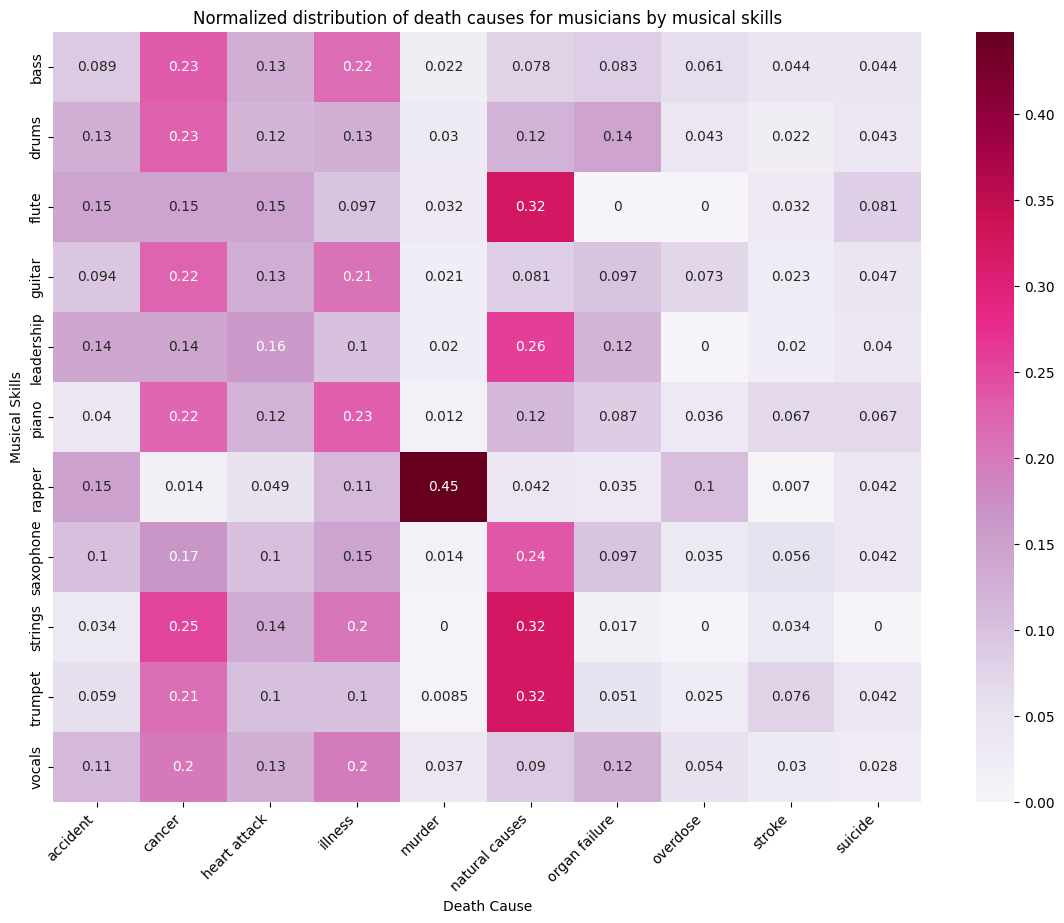 Normalized distribution of death causes for musicians by musical skills
Musical Skills
bass 0.089 0.23 0.13 0.22 0.022 0.078 0.083 0.061 0.044 0.044
drums 0.13 0.23 0.12 0.13 0.03 0.12 0.14 0.043 0.022 0.043
flute 0.15 0.15 0.15 0.097 0.032 0.32 0 0 0.032 0.081
guitar 0.094 0.22 0.13 0.21 0.021 0.081 0.097 0.073 0.023 0.047
leadership 0.14 0.14 0.16 0.1 0.02 0.26 0.12 0 0.02 0.04
piano 0.04 0.22 0.12 0.23 0.012 0.12 0.087 0.036 0.067 0.067
rapper 0.15 0.014 0.049 0.11 0.45 0.042 0.035 0.1 0.007 0.042
saxophone 0.1 0.17 0.1 0.15 0.014 0.24 0.097 0.035 0.056 0.042
strings 0.034 0.25 0.14 0.2 0 0.32 0.017 0 0.034 0
trumpet 0.059 0.21 0.1 0.1 0.0085 0.32 0.051 0.025 0.076 0.042
vocals 0.11 0.2 0.13 0.2 0.037 0.09 0.12 0.054 0.03 0.028
accident cancer heart attack illness murder natural causes organ failure overdose stroke suicide
Death Cause
0.40
0.35
0.30
0.25
0.20
0.15
0.10
0.05
0.00